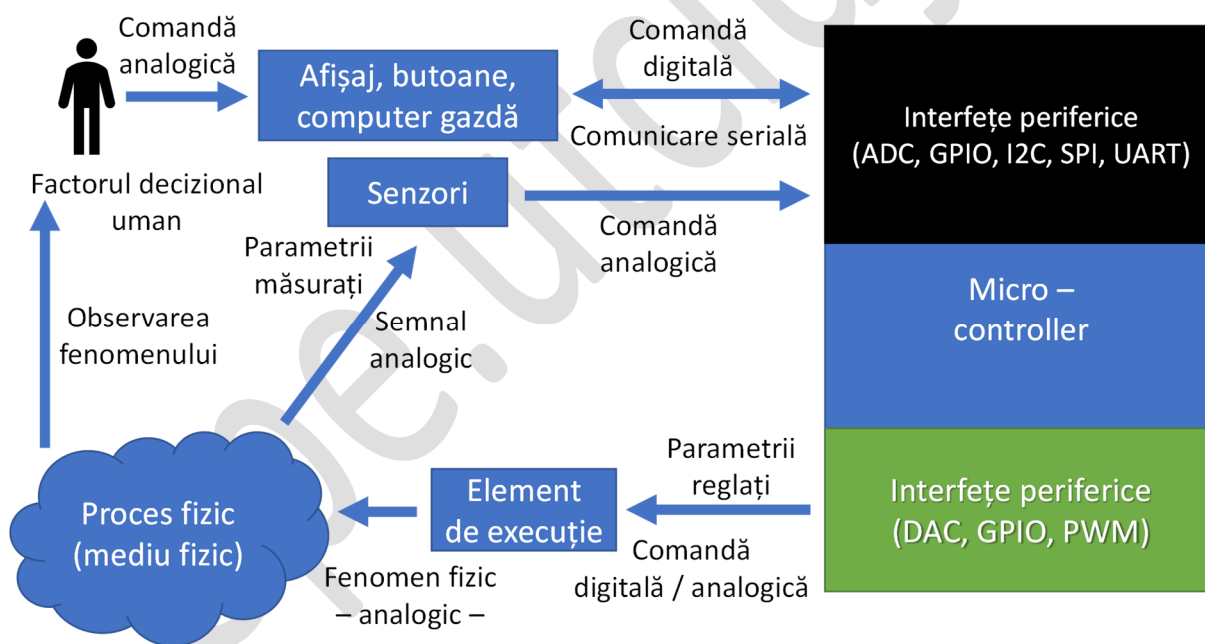 Comandă
analogică
Afișaj, butoane,
computer gazdă
Comandă
digitală
Comunicare serială
Interfețe periferice
(ADC, GPIO, I2C, SPI, UART)
Factorul decizional
uman
Senzori
Comandă
analogică
Parametrii
măsurați
Semnal
analogic
Observarea
fenomenului
Micro –
controller
Proces fizic
(mediu fizic)
Element
de execuție
Fenomen fizic
– analogic –
Parametrii
reglați
Comandă
digitală / analogică
Interfețe periferice
(DAC, GPIO, PWM)